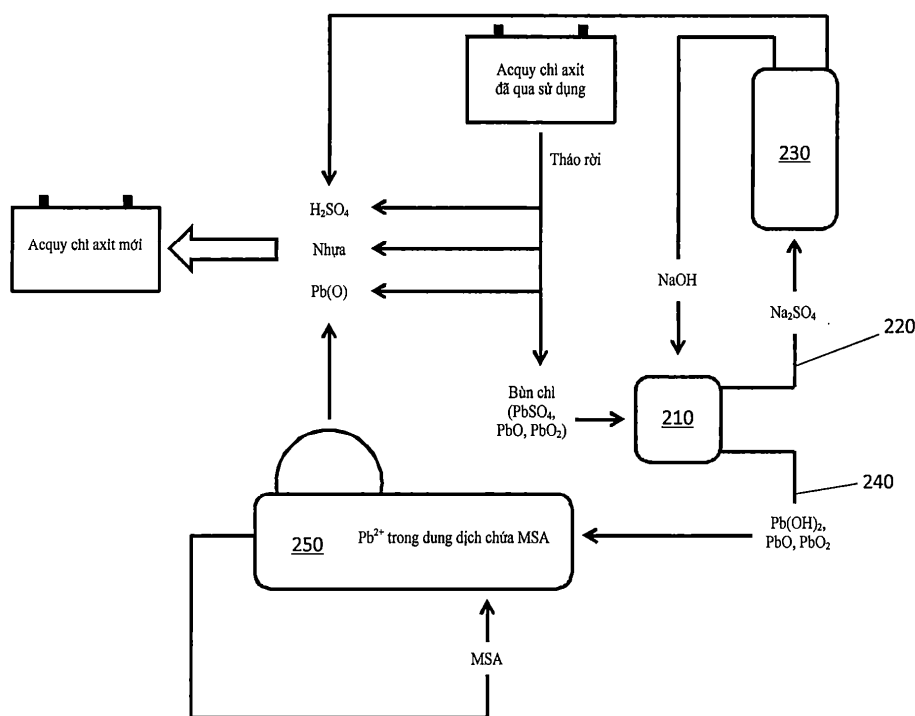 Acquy chì axit
đã qua sử dụng
230
Tháo rời
H₂SO₄
Acquy chì axit mới
Nhựa
NaOH
Pb(O)
Na₂SO₄
220
Bùn chì
(PbSO₄,
PbO, PbO₂)
210
240
Pb(OH)₂,
PbO, PbO₂
250
Pb²⁺ trong dung dịch chứa MSA
MSA